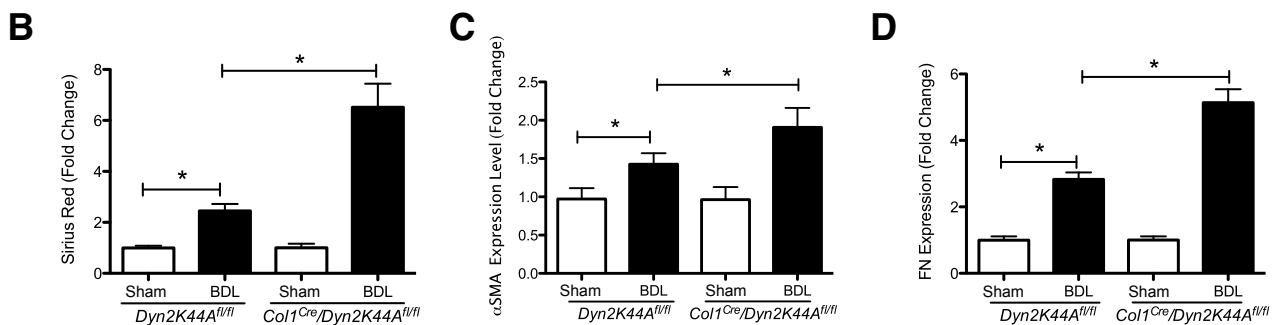 B
Sirius Red (Fold Change)
8
6
4
2
0
*
*
Sham BDL Sham BDL
Dyn2K44A^fl/fl Col1^Cre/Dyn2K44A^fl/fl
C
αSMA Expression Level (Fold Change)
2.5
2.0
1.5
1.0
0.5
0.0
*
*
Sham BDL Sham BDL
Dyn2K44A^fl/fl Col1^Cre/Dyn2K44A^fl/fl
D
FN Expression (Fold Change)
6
4
2
0
*
*
Sham BDL Sham BDL
Dyn2K44A^fl/fl Col1^Cre/Dyn2K44A^fl/fl